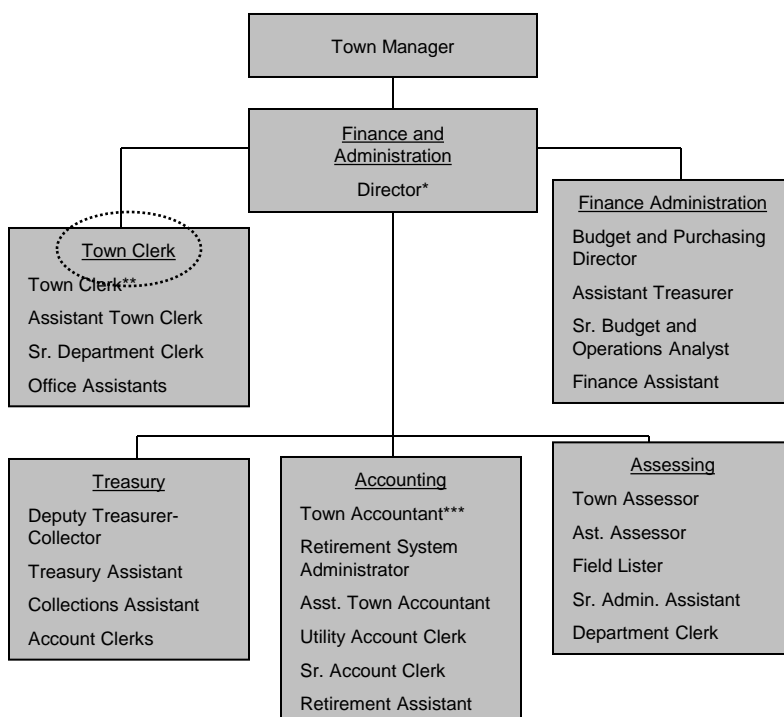 Town Manager
Finance and
Administration
Director*
Town Clerk
Town Clerk**
Assistant Town Clerk
Sr. Department Clerk
Office Assistants
Finance Administration
Budget and Purchasing
Director
Assistant Treasurer
Sr. Budget and
Operations Analyst
Finance Assistant
Treasury
Deputy Treasurer-
Collector
Treasury Assistant
Collections Assistant
Account Clerks
Accounting
Town Accountant***
Retirement System
Administrator
Asst. Town Accountant
Utility Account Clerk
Sr. Account Clerk
Retirement Assistant
Assessing
Town Assessor
Ast. Assessor
Field Lister
Sr. Admin. Assistant
Department Clerk